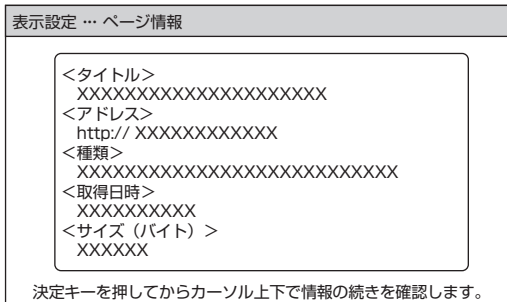 表示設定 … ページ情報
<タイトル>
XXXXXXXXXXXXXXXXXXXXX
<アドレス>
http:// XXXXXXXXXXXX
<種類>
XXXXXXXXXXXXXXXXXXXXXXXXXXX
<取得日時>
XXXXXXXXXX
<サイズ（バイト）>
XXXXXX
決定キーを押してからカーソル上下で情報の続きを確認します。